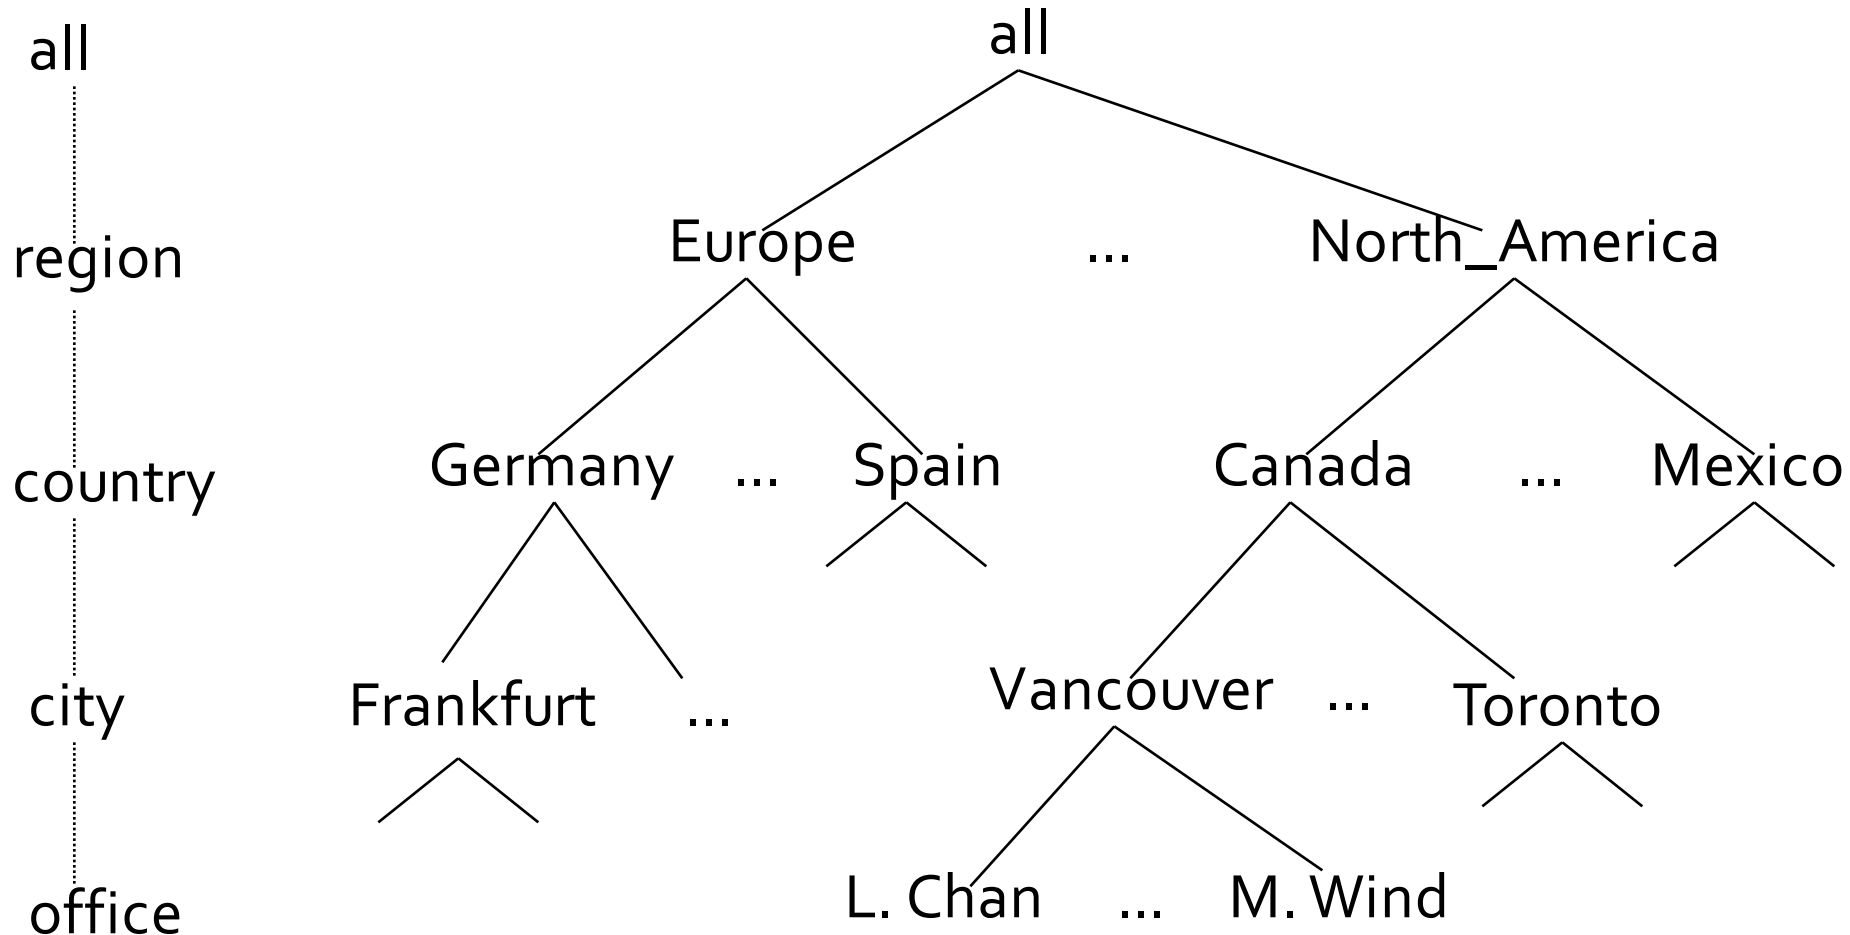 all
all
region
Europe ... North_America
country
Germany ... Spain Canada ... Mexico
city
Frankfurt ... Vancouver ... Toronto
office
L. Chan ... M. Wind